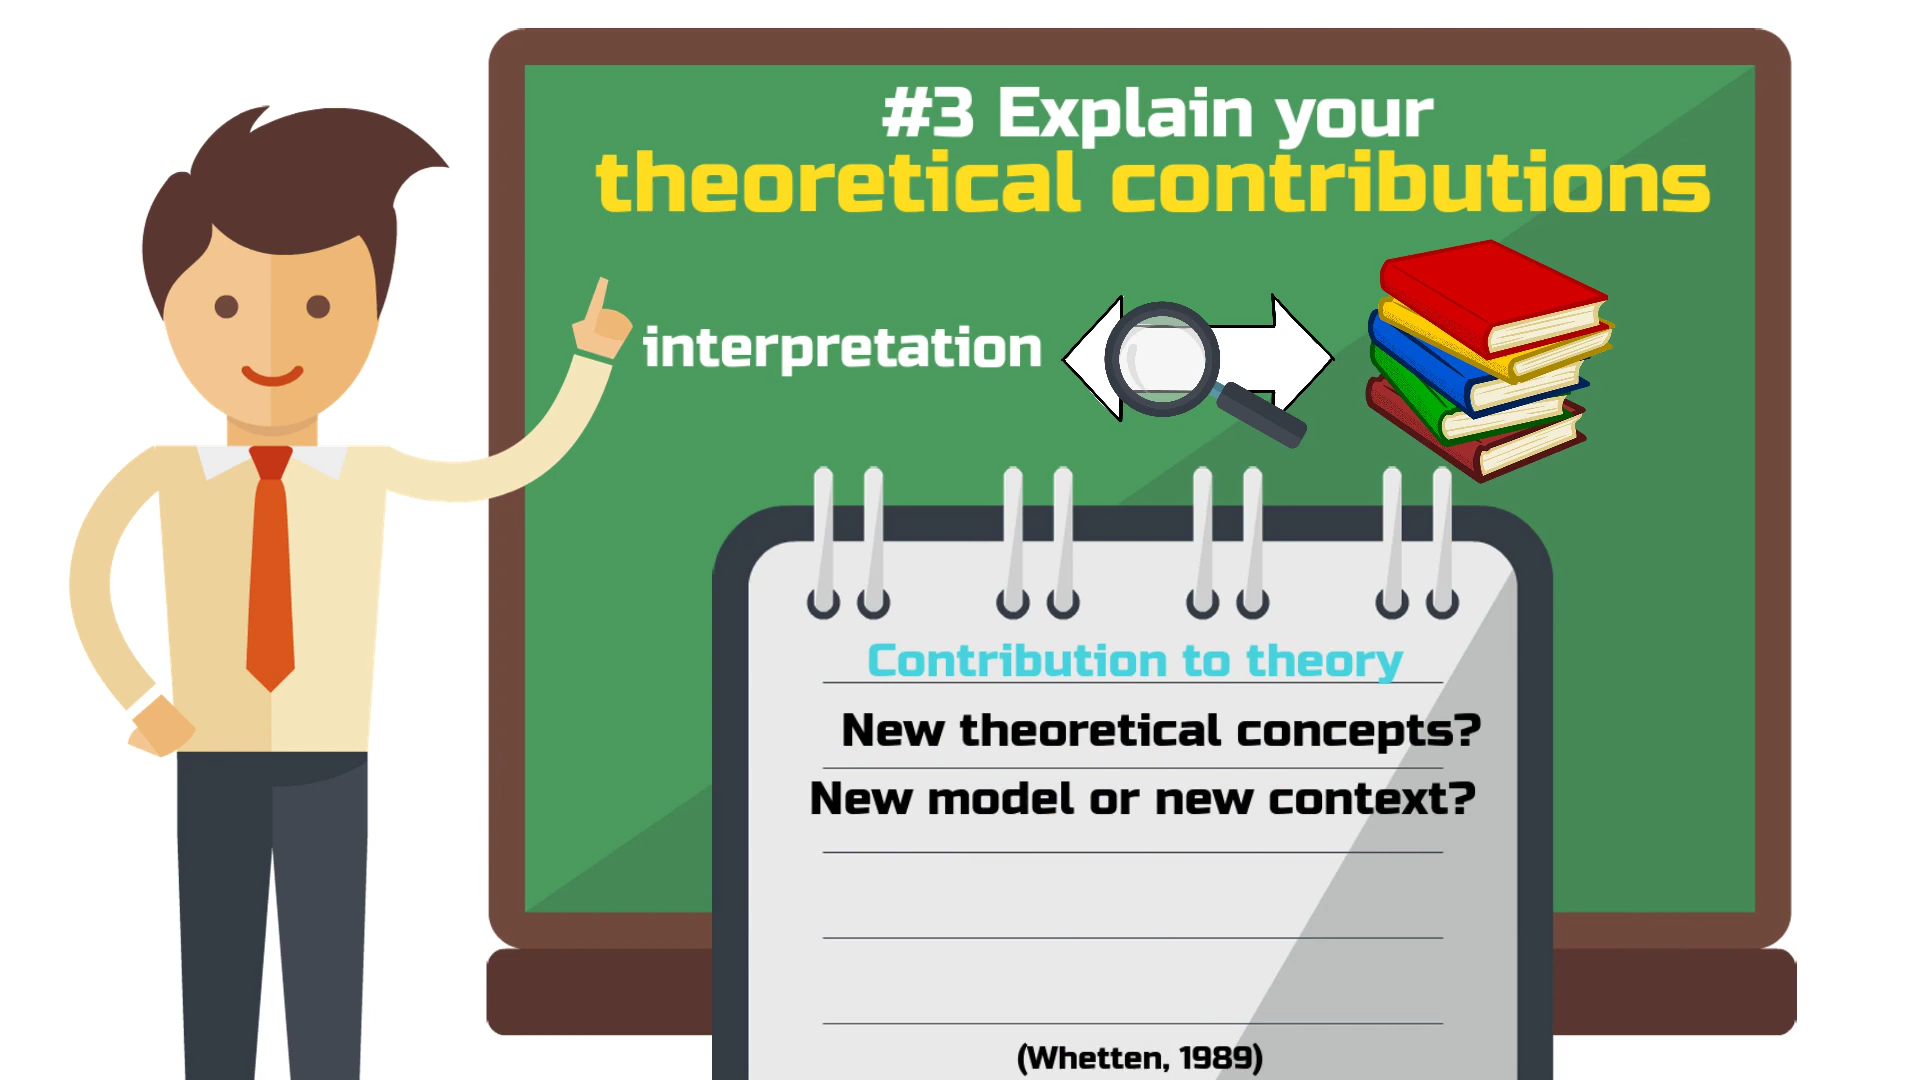 #3 Explain your
theoretical contributions
interpretation
Contribution to theory
New theoretical concepts?
New model or new context?
(Whetten, 1989)